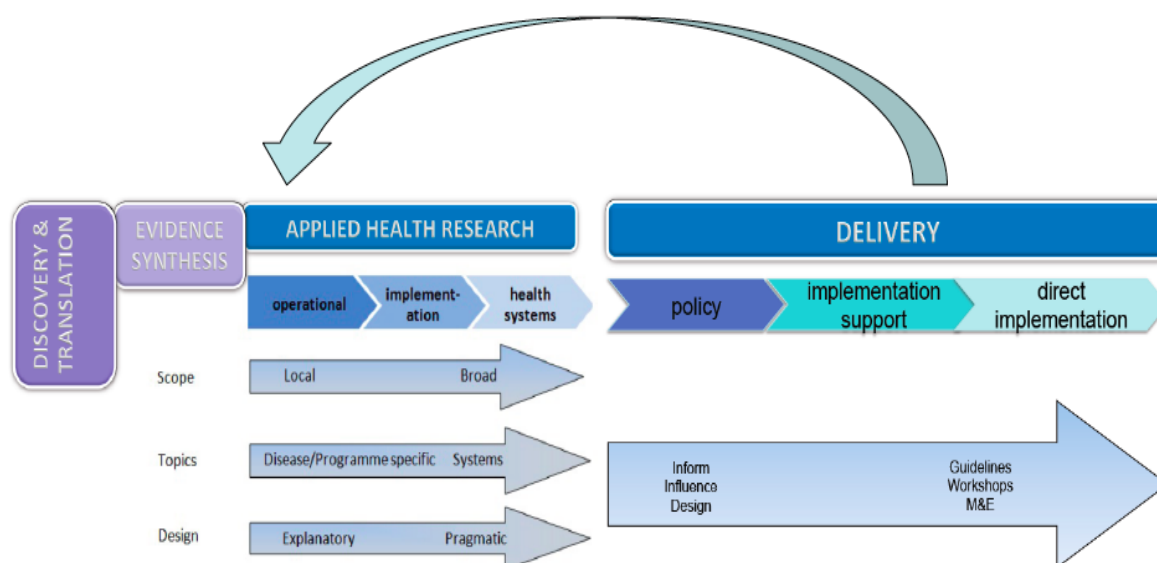 DISCOVERY &
TRANSLATION
EVIDENCE
SYNTHESIS
APPLIED HEALTH RESEARCH
DELIVERY
operational
implement-
ation
health
systems
policy
implementation
support
direct
implementation
Scope
Local Broad
Topics
Disease/Programme specific Systems
Design
Explanatory Pragmatic
Inform
Influence
Design
Guidelines
Workshops
M&E